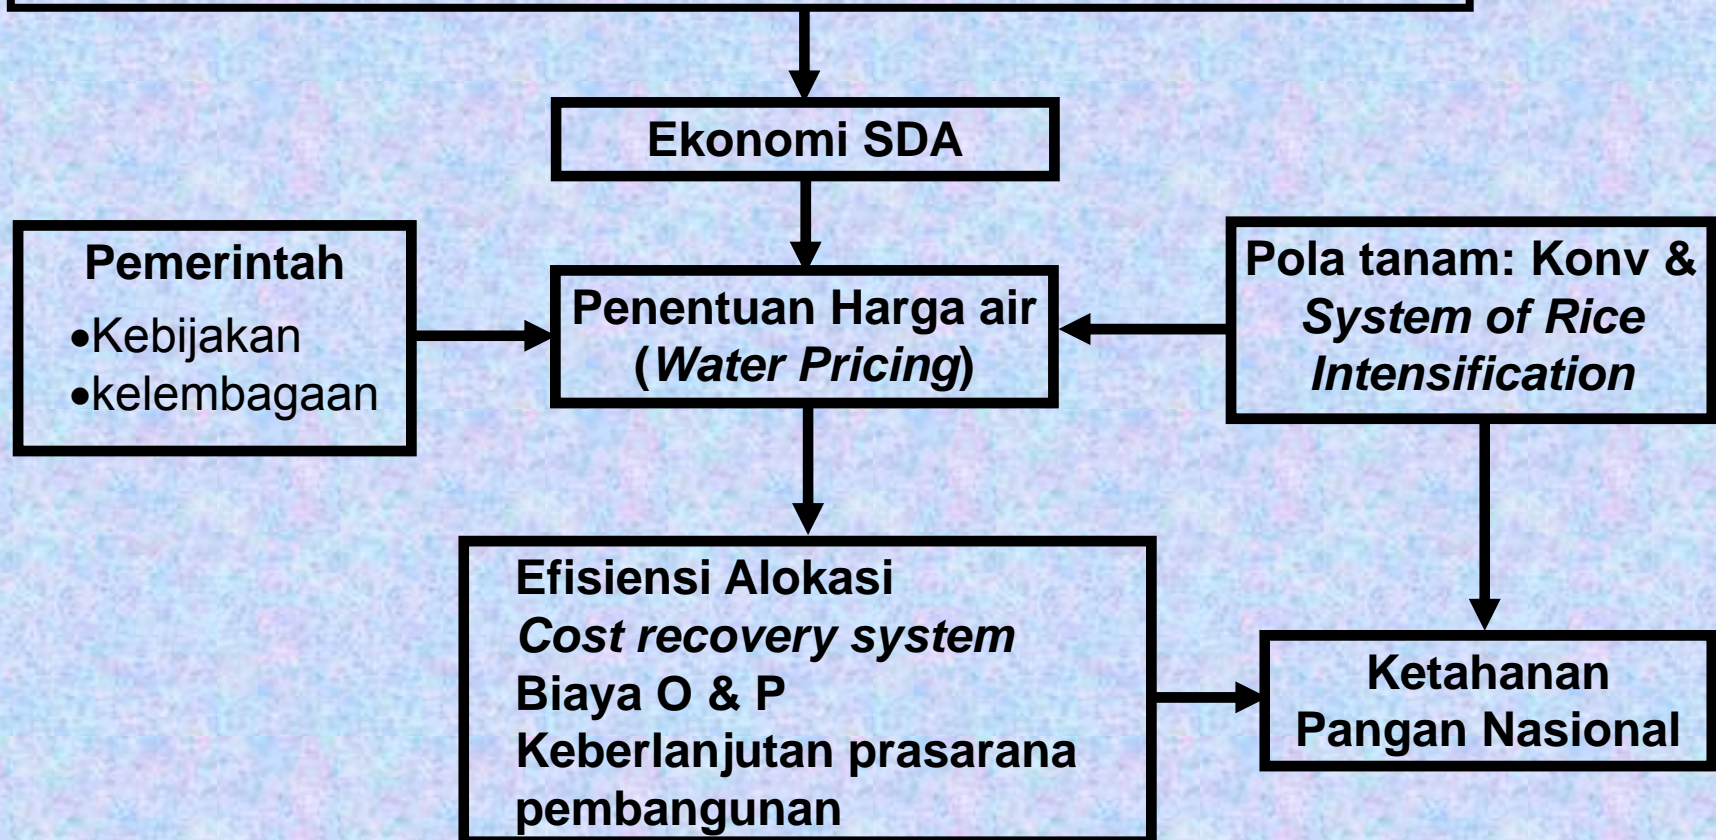 Ekonomi SDA
Pemerintah
•Kebijakan
•kelembagaan
Penentuan Harga air
(Water Pricing)
Pola tanam: Konv &
System of Rice
Intensification
Efisiensi Alokasi
Cost recovery system
Biaya O & P
Keberlanjutan prasarana
pembangunan
Ketahanan
Pangan Nasional